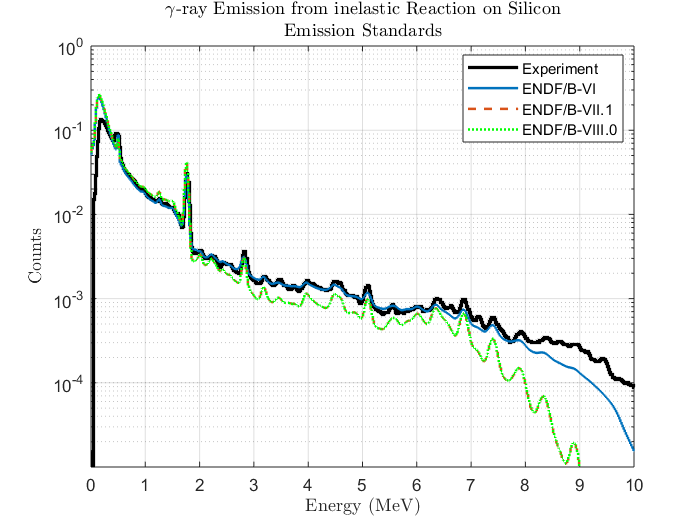 γ-ray Emission from inelastic Reaction on Silicon
Emission Standards
Experiment
ENDF/B-VI
ENDF/B-VII.1
ENDF/B-VIII.0
Counts
10^0
10^-1
10^-2
10^-3
10^-4
0 1 2 3 4 5 6 7 8 9 10
Energy (MeV)